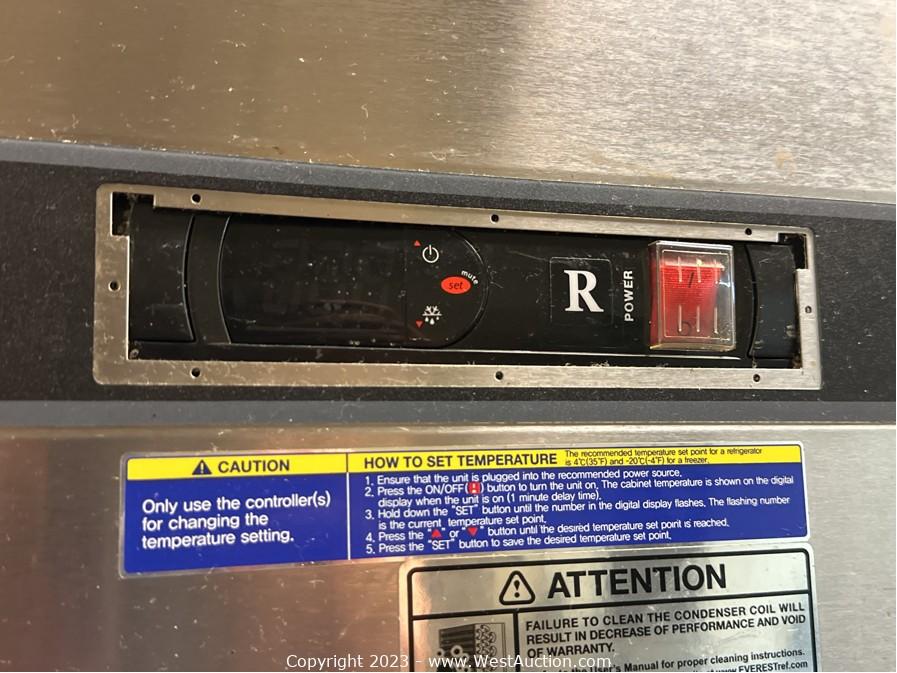 mute
set
R
POWER
CAUTION
Only use the controller(s)
for changing the
temperature setting.
HOW TO SET TEMPERATURE
The recommended temperature set point for a refrigerator
is 4℃(35℉) and -20℃(-4℉) for a freezer.
1. Ensure that the unit is plugged into the recommended power source.
2. Press the ON/OFF( ) button to turn the unit on. The cabinet temperature is shown on the digital
display when the unit is on (1 minute delay time).
3. Hold down the "SET" button until the number in the digital display flashes. The flashing number
is the current temperature set point.
4. Press the "▲" or "▼" button until the desired temperature set point is reached.
5. Press the "SET" button to save the desired temperature set point.
ATTENTION
FAILURE TO CLEAN THE CONDENSER COIL WILL
RESULT IN DECREASE OF PERFORMANCE AND VOID
OF WARRANTY.
the User's Manual for proper cleaning instructions.
www.EVERESTref.com
Copyright 2023 - www.WestAuction.com